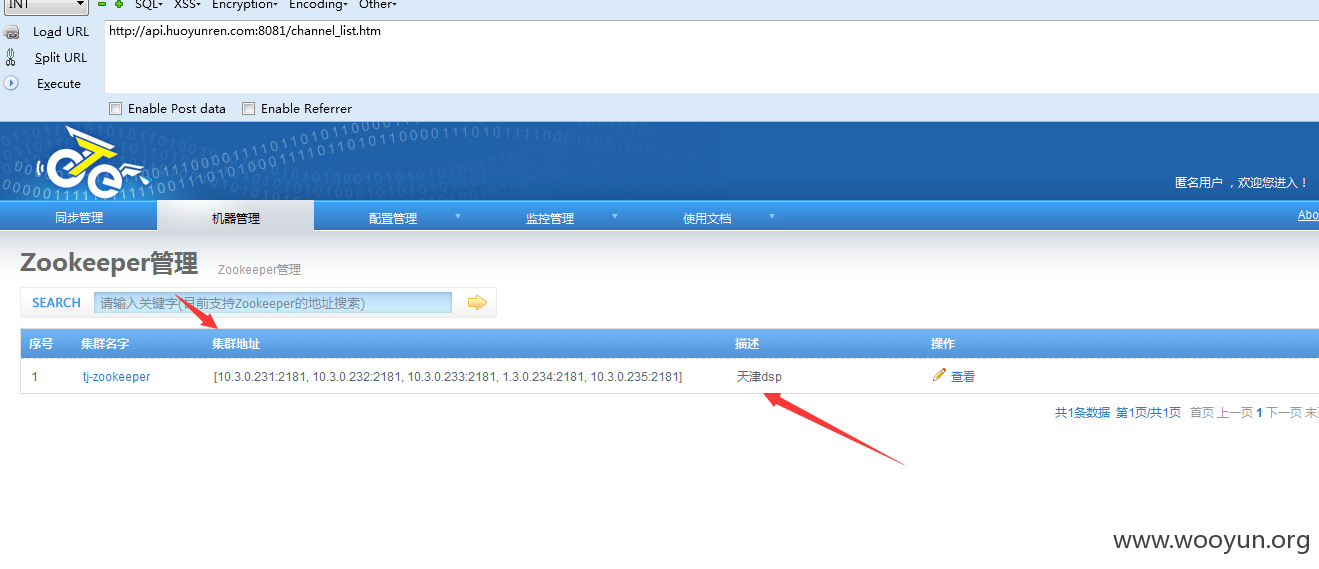 INT SQL▾ XSS▾ Encryption▾ Encoding▾ Other▾
Load URL http://api.huoyunren.com:8081/channel_list.htm
Split URL
Execute
Enable Post data Enable Referrer
匿名用户 ，欢迎您进入！
同步管理 机器管理 配置管理 监控管理 使用文档 Abo
Zookeeper管理 Zookeeper管理
SEARCH 请输入关键字(目前支持Zookeeper的地址搜索)
序号 集群名字 集群地址 描述 操作
1 tj-zookeeper [10.3.0.231:2181, 10.3.0.232:2181, 10.3.0.233:2181, 1.3.0.234:2181, 10.3.0.235:2181] 天津dsp 查看
共1条数据 第1页/共1页 首页 上一页 1 下一页 末
www.wooyun.org